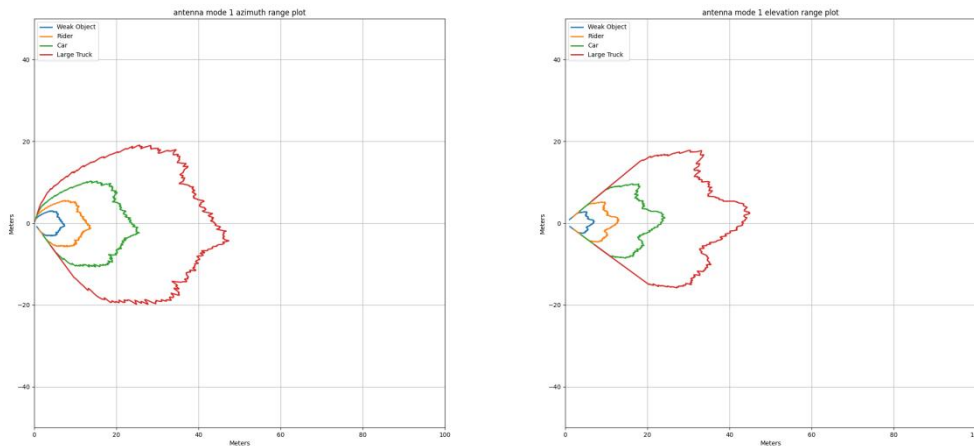 antenna mode 1 azimuth range plot
Weak Object
Rider
Car
Large Truck
40
20
0
−20
−40
Meters
0
20
40
60
80
100
Meters
antenna mode 1 elevation range plot
Weak Object
Rider
Car
Large Truck
40
20
0
−20
−40
Meters
0
20
40
60
80
Meters